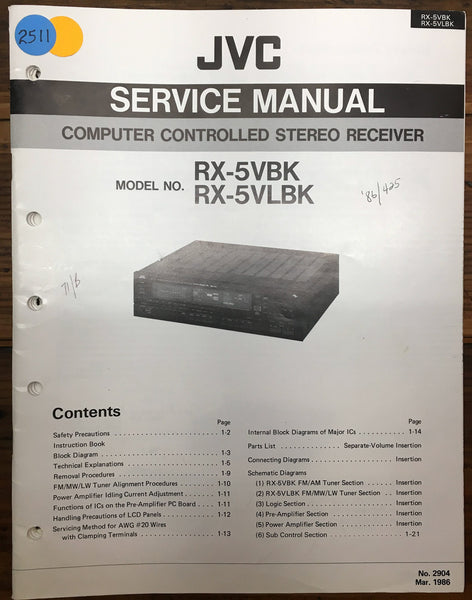 2511
RX-5VBK
RX-5VLBK
JVC
SERVICE MANUAL
COMPUTER CONTROLLED STEREO RECEIVER
MODEL NO. RX-5VBK
RX-5VLBK
'86/425
71/B
Contents
Page
Safety Precautions 1-2
Instruction Book
Block Diagram 1-3
Technical Explanations 1-5
Removal Procedures 1-9
FM/MW/LW Tuner Alignment Procedures 1-10
Power Amplifier Idling Current Adjustment 1-11
Functions of ICs on the Pre-Amplifier PC Board 1-11
Handling Precautions of LCD Panels 1-12
Servicing Method for AWG #20 Wires
with Clamping Terminals 1-13
Page
Internal Block Diagrams of Major ICs 1-14
Parts List Separate-Volume Insertion
Connecting Diagrams Insertion
Schematic Diagrams
(1) RX-5VBK FM/AM Tuner Section Insertion
(2) RX-5VLBK FM/MW/LW Tuner Section Insertion
(3) Logic Section Insertion
(4) Pre-Amplifier Section Insertion
(5) Power Amplifier Section Insertion
(6) Sub Control Section 1-21
No. 2904
Mar. 1986